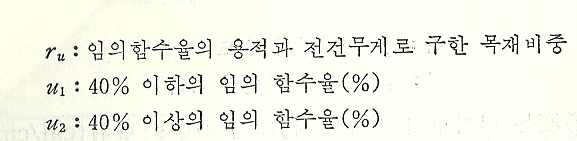 r_u : 임의함수율의 용적과 전건무게로 구한 목재비중
u₁ : 40% 이하의 임의 함수율(%)
u₂ : 40% 이상의 임의 함수율(%)